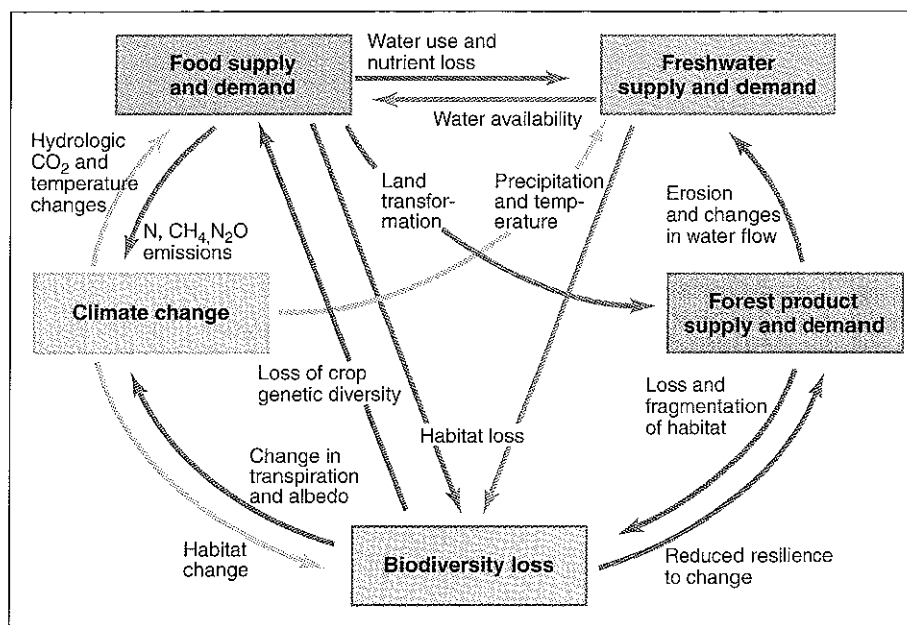 Food supply
and demand
Water use and
nutrient loss
Freshwater
supply and demand
Water availability
Hydrologic
CO₂ and
temperature
changes
N, CH₄,N₂O
emissions
Land
transfor-
mation
Precipitation
and temp-
erature
Erosion
and changes
in water flow
Climate change
Forest product
supply and demand
Loss of crop
genetic diversity
Habitat loss
Loss and
fragmentation
of habitat
Change in
transpiration
and albedo
Habitat
change
Biodiversity loss
Reduced resilience
to change